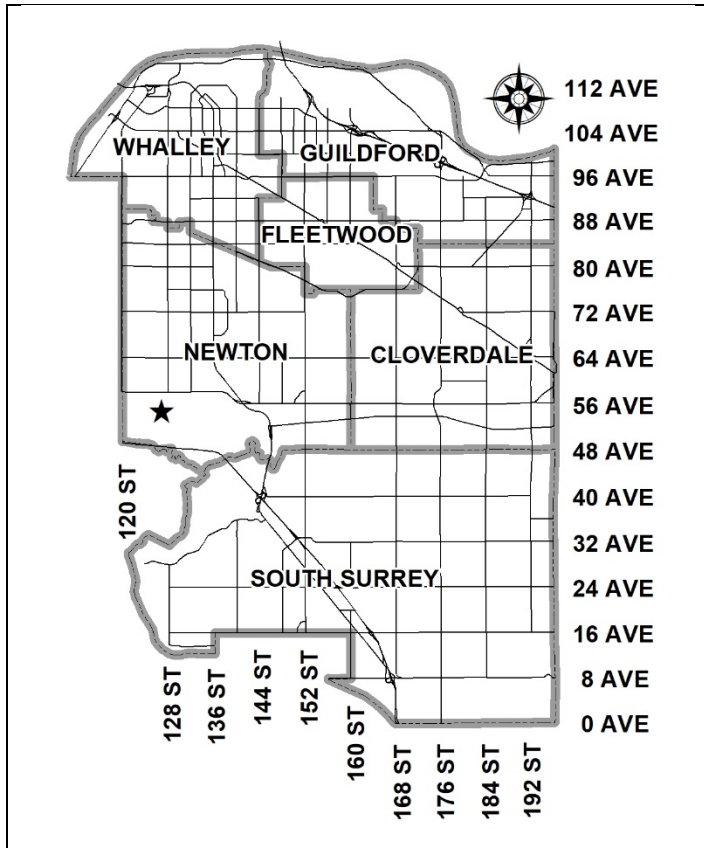 112 AVE
104 AVE
WHALLEY
GUILDFORD
96 AVE
88 AVE
FLEETWOOD
80 AVE
72 AVE
NEWTON
CLOVERDALE
64 AVE
56 AVE
48 AVE
120 ST
40 AVE
32 AVE
SOUTH SURREY
24 AVE
16 AVE
8 AVE
0 AVE
128 ST
136 ST
144 ST
152 ST
160 ST
168 ST
176 ST
184 ST
192 ST